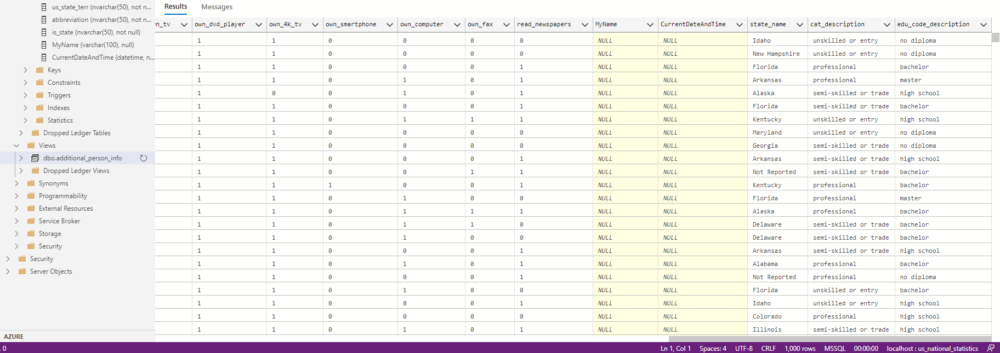 us_state_terr (nvarchar(50), not n...
abbreviation (nvarchar(50), not n...
is_state (nvarchar(50), not null)
MyName (varchar(100), null)
CurrentDateAndTime (datetime, n...
Keys
Constraints
Triggers
Indexes
Statistics
Dropped Ledger Tables
Views
dbo.additional_person_info
Dropped Ledger Views
Synonyms
Programmability
External Resources
Service Broker
Storage
Security
Security
Server Objects
AZURE
Results Messages
n_tv own_dvd_player own_4k_tv own_smartphone own_computer own_fax read_newspapers MyName CurrentDateAndTime state_name cat_description edu_code_description
1 1 0 0 0 0 NULL NULL Idaho unskilled or entry no diploma
1 1 0 0 0 0 NULL NULL New Hampshire unskilled or entry no diploma
1 1 0 0 0 1 NULL NULL Florida professional bachelor
1 1 0 1 0 1 NULL NULL Arkansas professional master
1 0 0 1 0 1 NULL NULL Alaska semi-skilled or trade high school
1 1 0 0 0 1 NULL NULL Florida semi-skilled or trade bachelor
1 1 0 1 1 1 NULL NULL Kentucky unskilled or entry high school
1 1 0 0 0 0 NULL NULL Maryland unskilled or entry no diploma
1 1 0 0 0 0 NULL NULL Georgia semi-skilled or trade no diploma
1 1 0 0 0 1 NULL NULL Arkansas semi-skilled or trade high school
1 1 0 0 1 1 NULL NULL Not Reported semi-skilled or trade bachelor
1 1 1 0 0 1 NULL NULL Kentucky professional bachelor
1 1 0 1 0 0 NULL NULL Florida professional master
1 1 0 1 1 1 NULL NULL Alaska professional bachelor
1 1 0 1 1 0 NULL NULL Delaware semi-skilled or trade bachelor
1 1 0 1 0 0 NULL NULL Delaware semi-skilled or trade bachelor
1 1 0 0 0 1 NULL NULL Arkansas semi-skilled or trade high school
1 1 0 1 0 1 NULL NULL Alabama professional bachelor
1 1 0 0 0 1 NULL NULL Not Reported professional no diploma
1 1 0 1 0 0 NULL NULL Florida unskilled or entry bachelor
1 1 0 0 0 1 NULL NULL Idaho unskilled or entry high school
1 1 0 0 0 0 NULL NULL Colorado professional high school
1 1 0 1 0 1 NULL NULL Illinois semi-skilled or trade high school
0 Ln 1, Col 1 Spaces: 4 UTF-8 CRLF 1,000 rows MSSQL 00:00:00 localhost : us_national_statistics